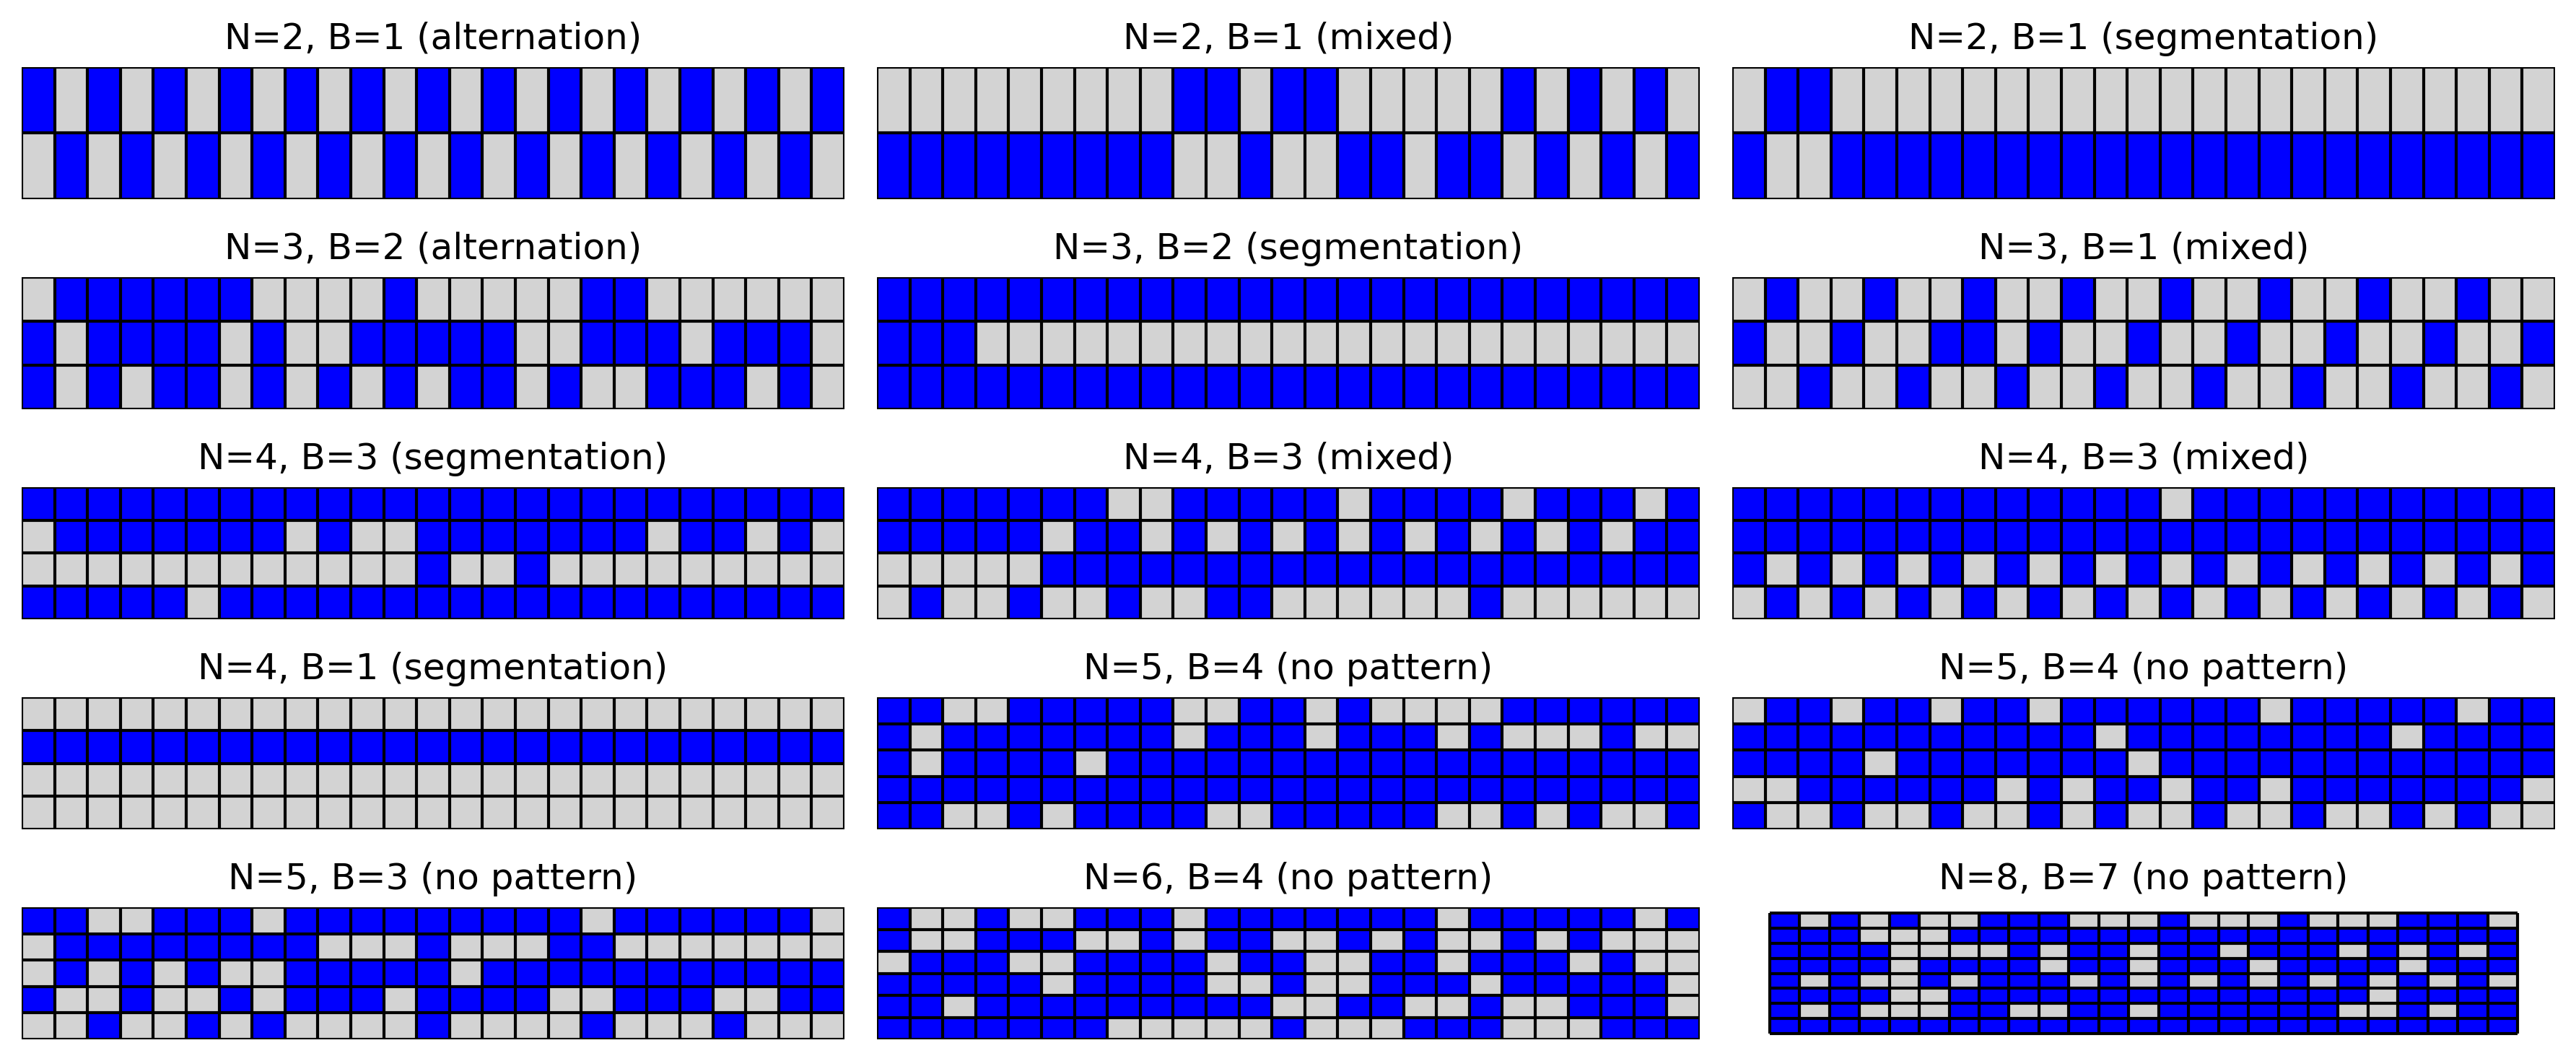 N=2, B=1 (alternation)
N=2, B=1 (mixed)
N=2, B=1 (segmentation)
N=3, B=2 (alternation)
N=3, B=2 (segmentation)
N=3, B=1 (mixed)
N=4, B=3 (segmentation)
N=4, B=3 (mixed)
N=4, B=3 (mixed)
N=4, B=1 (segmentation)
N=5, B=4 (no pattern)
N=5, B=4 (no pattern)
N=5, B=3 (no pattern)
N=6, B=4 (no pattern)
N=8, B=7 (no pattern)